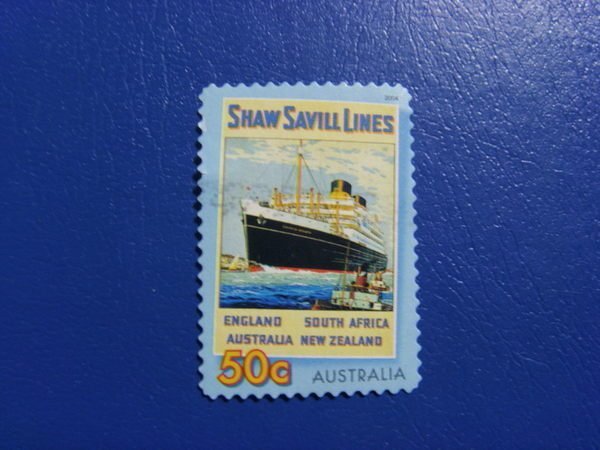 2004
SHAW SAVILL LINES
ENGLAND SOUTH AFRICA
AUSTRALIA NEW ZEALAND
50c AUSTRALIA